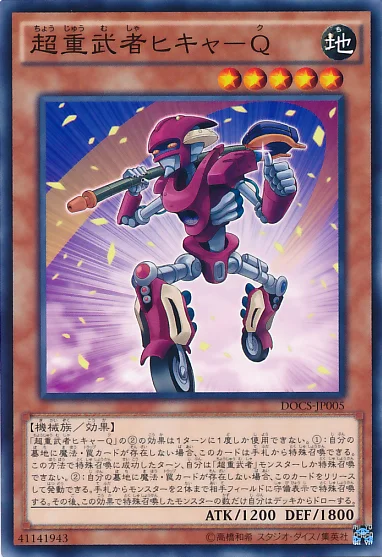 超重武者ヒキャーQ
地
DOCS-JP005
【機械族／効果】
「超重武者ヒキャーQ」の②の効果は1ターンに1度しか使用できない。①：自分の
墓地に魔法・罠カードが存在しない場合、このカードは手札から特殊召喚できる。
この方法で特殊召喚に成功したターン、自分は「超重武者」モンスターしか特殊召喚
できない。②：自分の墓地に魔法・罠カードが存在しない場合、このカードをリリース
して発動できる。手札からモンスターを2体まで相手フィールドに守備表示で特殊召喚
する。その後、この効果で特殊召喚したモンスターの数だけ自分はデッキからドローする。
ATK/1200 DEF/1800
41141943
©高橋和希 スタジオ・ダイス/集英社